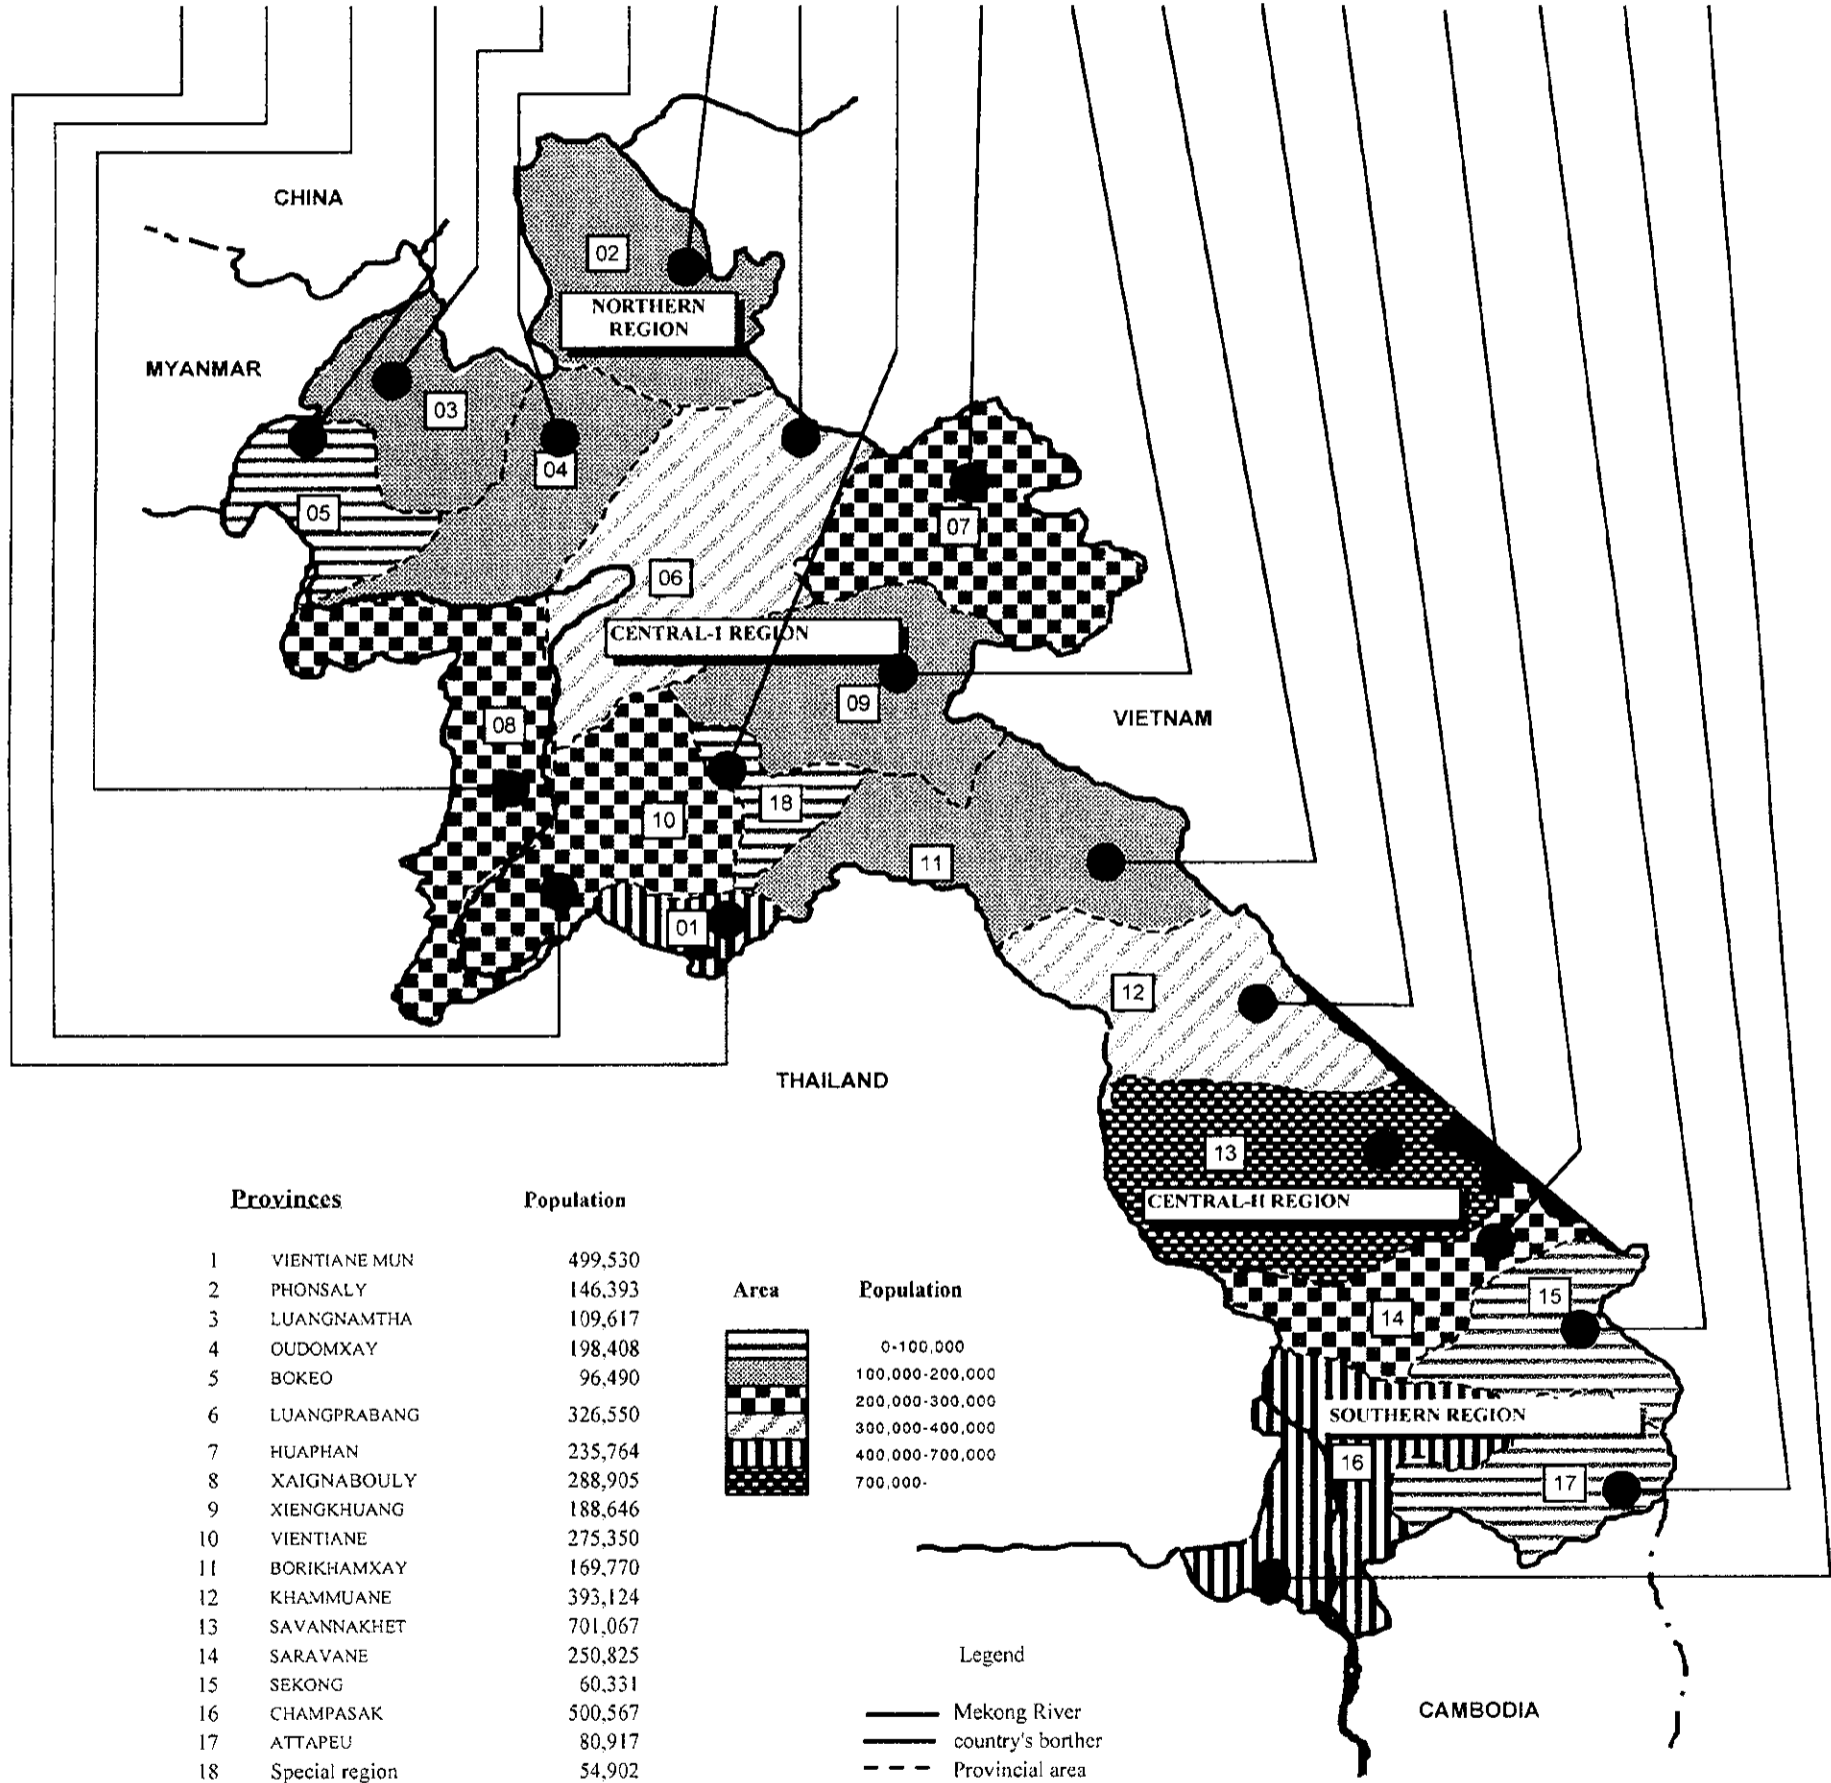 CHINA
02
NORTHERN
REGION
MYANMAR
03
04
05
07
06
CENTRAL-I REGION
09
VIETNAM
08
18
10
11
01
12
THAILAND
13
CENTRAL-II REGION
15
14
SOUTHERN REGION
16
17
CAMBODIA
Provinces Population
1 VIENTIANE MUN 499,530
2 PHONSALY 146,393
3 LUANGNAMTHA 109,617
4 OUDOMXAY 198,408
5 BOKEO 96,490
6 LUANGPRABANG 326,550
7 HUAPHAN 235,764
8 XAIGNABOULY 288,905
9 XIENGKHUANG 188,646
10 VIENTIANE 275,350
11 BORIKHAMXAY 169,770
12 KHAMMUANE 393,124
13 SAVANNAKHET 701,067
14 SARAVANE 250,825
15 SEKONG 60,331
16 CHAMPASAK 500,567
17 ATTAPEU 80,917
18 Special region 54,902
Area Population
0-100,000
100,000-200,000
200,000-300,000
300,000-400,000
400,000-700,000
700,000-
Legend
Mekong River
country's borther
Provincial area